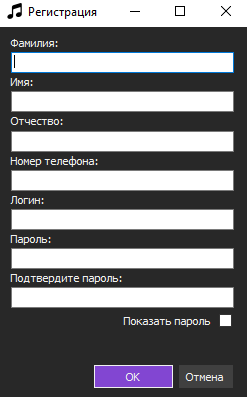 Регистрация
Фамилия:
Имя:
Отчество:
Номер телефона:
Логин:
Пароль:
Подтвердите пароль:
Показать пароль
OK Отмена